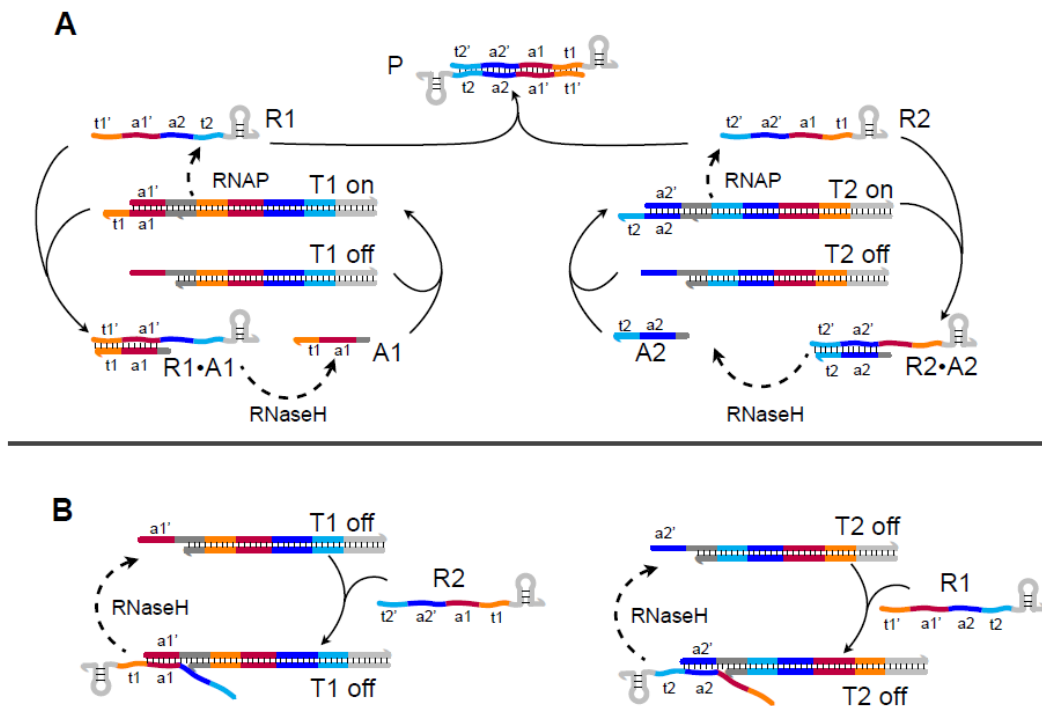 A
t2' a2' a1 t1
P
t2 a2 a1' t1'
t1' a1' a2 t2
R1
t2' a2' a1 t1
R2
RNAP
RNAP
a1'
T1 on
a2'
T2 on
t1 a1
t2 a2
T1 off
T2 off
t1' a1'
t1 a1
R1•A1
t1 a1
A1
t2 a2
A2
t2' a2'
t2 a2
R2•A2
RNaseH
RNaseH
B
a1'
T1 off
a2'
T2 off
R2
R1
RNaseH
t2' a2' a1 t1
RNaseH
t1' a1' a2 t2
a1'
a2'
t1 a1
T1 off
t2 a2
T2 off